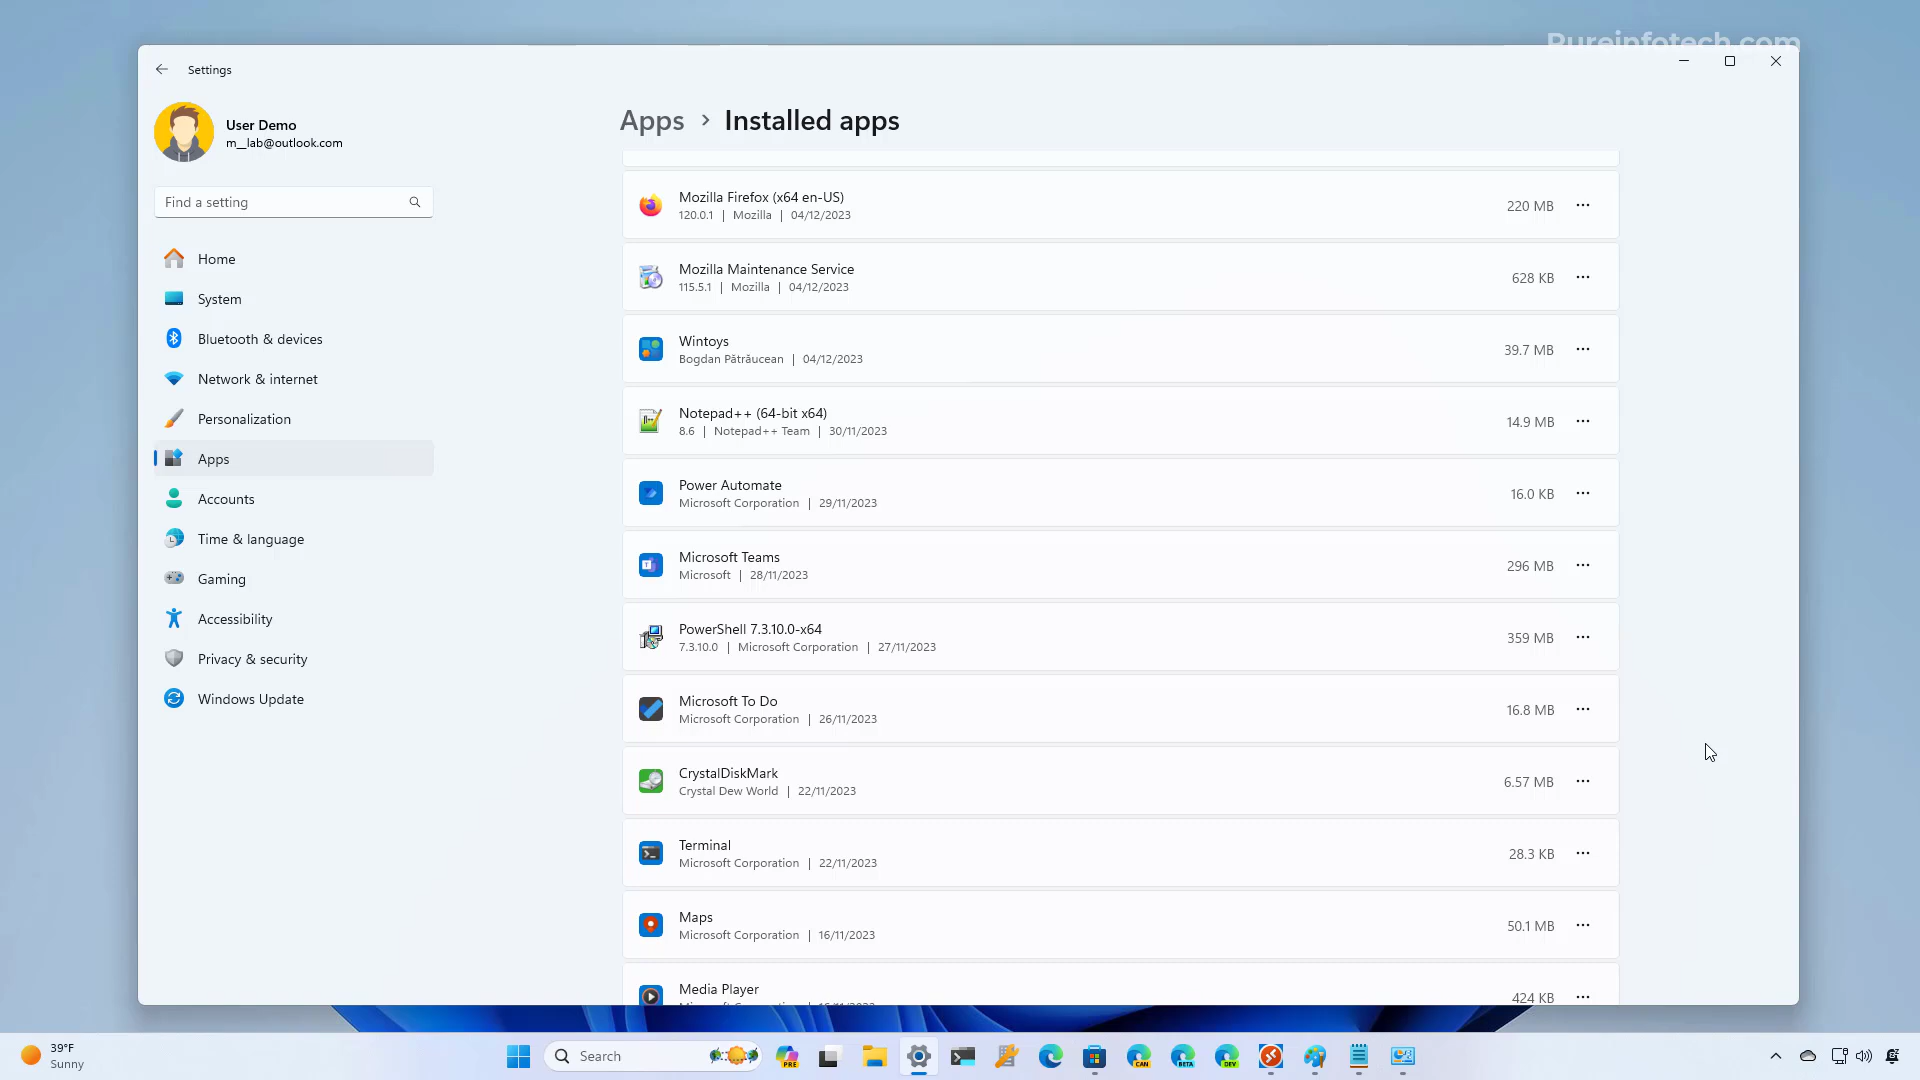 Pureinfotech.com
Settings
User Demo
m__lab@outlook.com
Find a setting
Home
System
Bluetooth & devices
Network & internet
Personalization
Apps
Accounts
Time & language
Gaming
Accessibility
Privacy & security
Windows Update
Apps > Installed apps
Mozilla Firefox (x64 en-US)
120.0.1 | Mozilla | 04/12/2023
220 MB
Mozilla Maintenance Service
115.5.1 | Mozilla | 04/12/2023
628 KB
Wintoys
Bogdan Pătrăucean | 04/12/2023
39.7 MB
Notepad++ (64-bit x64)
8.6 | Notepad++ Team | 30/11/2023
14.9 MB
Power Automate
Microsoft Corporation | 29/11/2023
16.0 KB
Microsoft Teams
Microsoft | 28/11/2023
296 MB
PowerShell 7.3.10.0-x64
7.3.10.0 | Microsoft Corporation | 27/11/2023
359 MB
Microsoft To Do
Microsoft Corporation | 26/11/2023
16.8 MB
CrystalDiskMark
Crystal Dew World | 22/11/2023
6.57 MB
Terminal
Microsoft Corporation | 22/11/2023
28.3 KB
Maps
Microsoft Corporation | 16/11/2023
50.1 MB
Media Player
424 KB
39°F
Sunny
Search
PRE
CAN
BETA
DEV